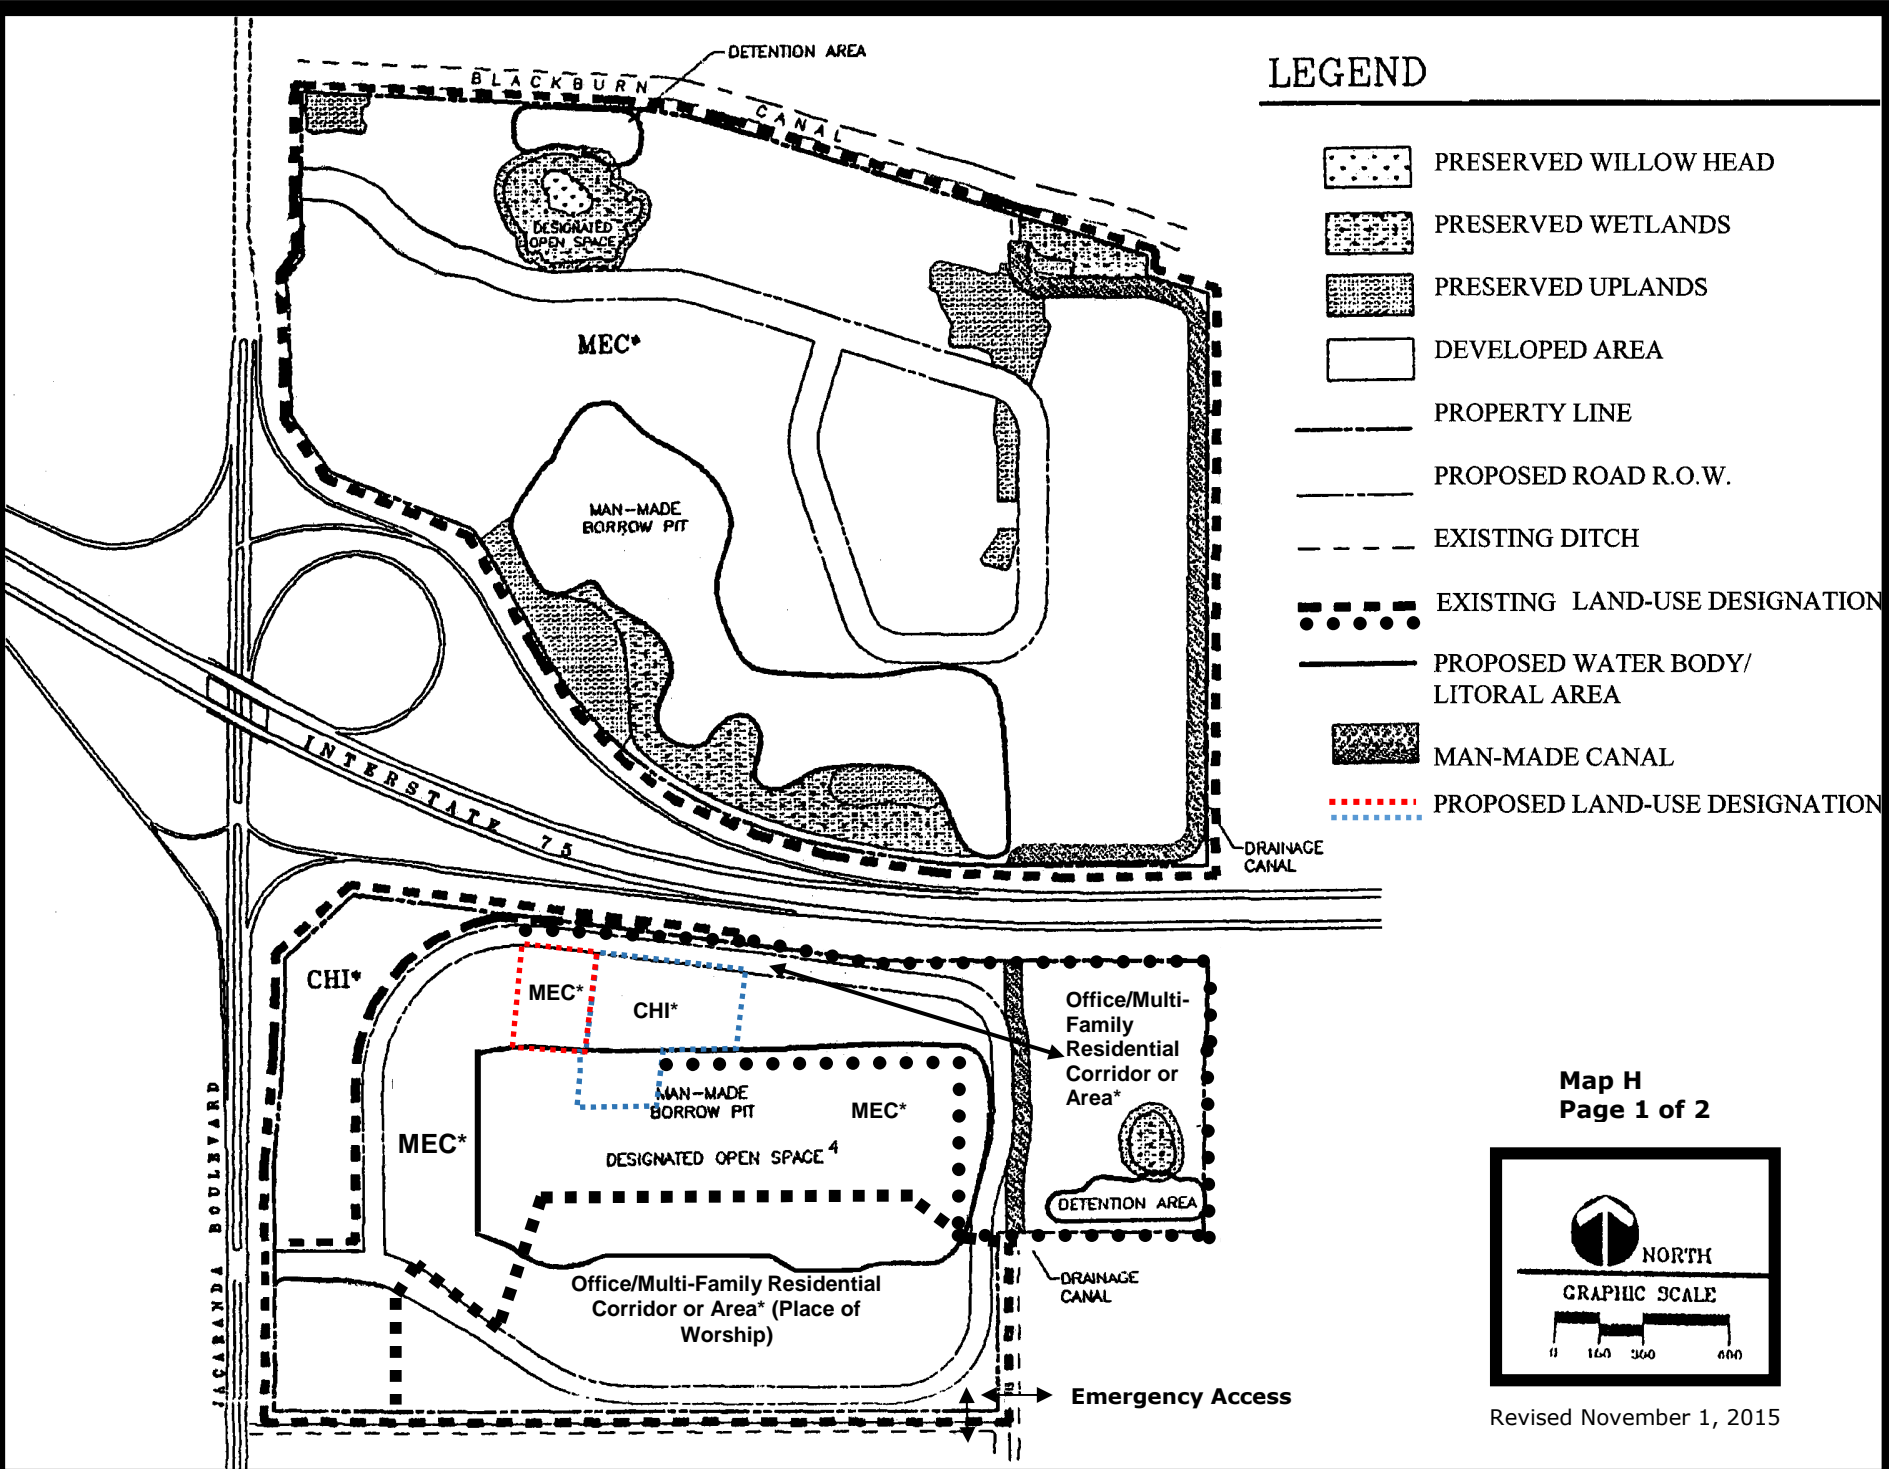 DETENTION AREA
BLACKBURN CANAL
DESIGNATED
OPEN SPACE
MEC*
MAN-MADE
BORROW PIT
INTERSTATE 75
DRAINAGE
CANAL
CHI*
MEC*
CHI*
Office/Multi-
Family
Residential
Corridor or
Area*
MAN-MADE
BORROW PIT
MEC*
MEC*
DESIGNATED OPEN SPACE 4
DETENTION AREA
DRAINAGE
CANAL
Office/Multi-Family Residential
Corridor or Area* (Place of
Worship)
JACARANDA BOULEVARD
Emergency Access
LEGEND
PRESERVED WILLOW HEAD
PRESERVED WETLANDS
PRESERVED UPLANDS
DEVELOPED AREA
PROPERTY LINE
PROPOSED ROAD R.O.W.
EXISTING DITCH
EXISTING LAND-USE DESIGNATION
PROPOSED WATER BODY/
LITORAL AREA
MAN-MADE CANAL
PROPOSED LAND-USE DESIGNATION
Map H
Page 1 of 2
NORTH
GRAPHIC SCALE
0
Revised November 1, 2015